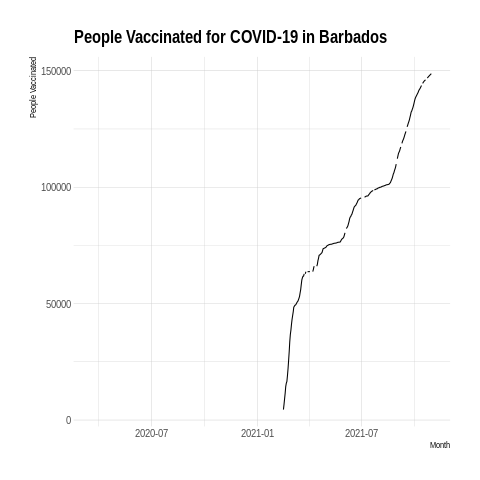 People Vaccinated for COVID-19 in Barbados
People Vaccinated
150000
100000
50000
0
2020-07
2021-01
2021-07
Month